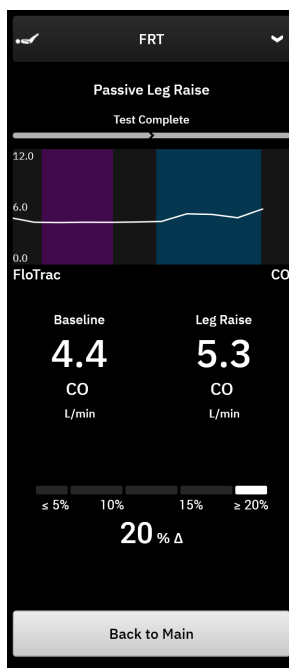 FRT
Passive Leg Raise
Test Complete
12.0
6.0
0.0
FloTrac CO
Baseline Leg Raise
4.4 5.3
CO CO
L/min L/min
≤ 5% 10% 15% ≥ 20%
20 % Δ
Back to Main